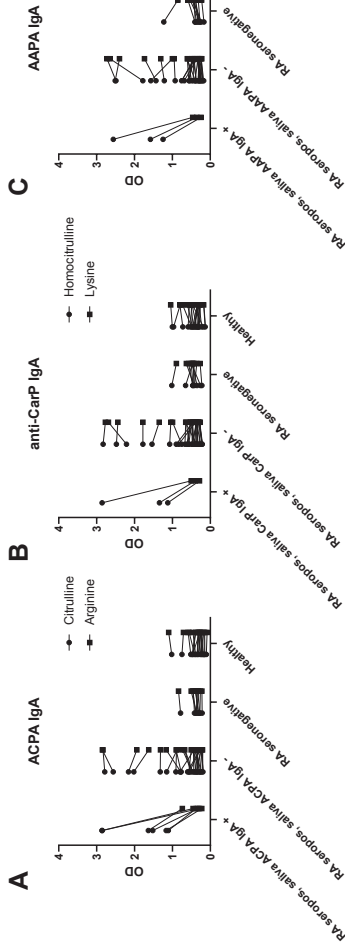 A
ACPA IgA
Citrulline
Arginine
OD
4
3
2
1
0
RA seropos, saliva ACPA IgA +
RA seropos, saliva ACPA IgA -
RA seronegative
Healthy
B
anti-CarP IgA
Homocitrulline
Lysine
OD
4
3
2
1
0
RA seropos, saliva CarP IgA +
RA seropos, saliva CarP IgA -
RA seronegative
Healthy
C
AAPA IgA
OD
4
3
2
1
0
RA seropos, saliva AAPA IgA +
RA seropos, saliva AAPA IgA -
RA seronegative